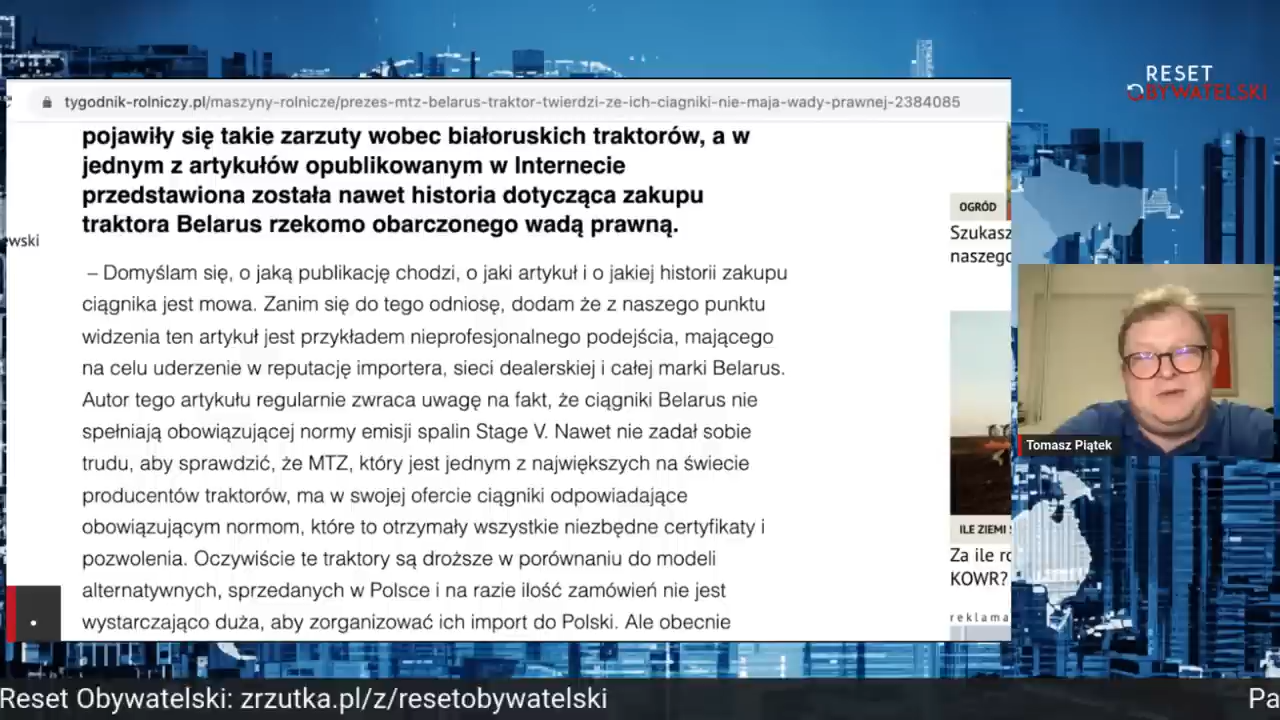 RESET
OBYWATELSKI
tygodnik-rolniczy.pl/maszyny-rolnicze/prezes-mtz-belarus-traktor-twierdzi-ze-ich-ciagniki-nie-maja-wady-prawnej-2384085
pojawiły się takie zarzuty wobec białoruskich traktorów, a w
jednym z artykułów opublikowanym w Internecie
przedstawiona została nawet historia dotycząca zakupu
traktora Belarus rzekomo obarczonego wadą prawną.
ewski
– Domyślam się, o jaką publikację chodzi, o jaki artykuł i o jakiej historii zakupu
ciągnika jest mowa. Zanim się do tego odniosę, dodam że z naszego punktu
widzenia ten artykuł jest przykładem nieprofesjonalnego podejścia, mającego
na celu uderzenie w reputację importera, sieci dealerskiej i całej marki Belarus.
Autor tego artykułu regularnie zwraca uwagę na fakt, że ciągniki Belarus nie
spełniają obowiązującej normy emisji spalin Stage V. Nawet nie zadał sobie
trudu, aby sprawdzić, że MTZ, który jest jednym z największych na świecie
producentów traktorów, ma w swojej ofercie ciągniki odpowiadające
obowiązującym normom, które to otrzymały wszystkie niezbędne certyfikaty i
pozwolenia. Oczywiście te traktory są droższe w porównaniu do modeli
alternatywnych, sprzedanych w Polsce i na razie ilość zamówień nie jest
wystarczająco duża, aby zorganizować ich import do Polski. Ale obecnie
OGRÓD
Szukasz
naszego
ILE ZIEMI
Za ile ro
KOWR?
reklama
Tomasz Piątek
Reset Obywatelski: zrzutka.pl/z/resetobywatelski
Pa